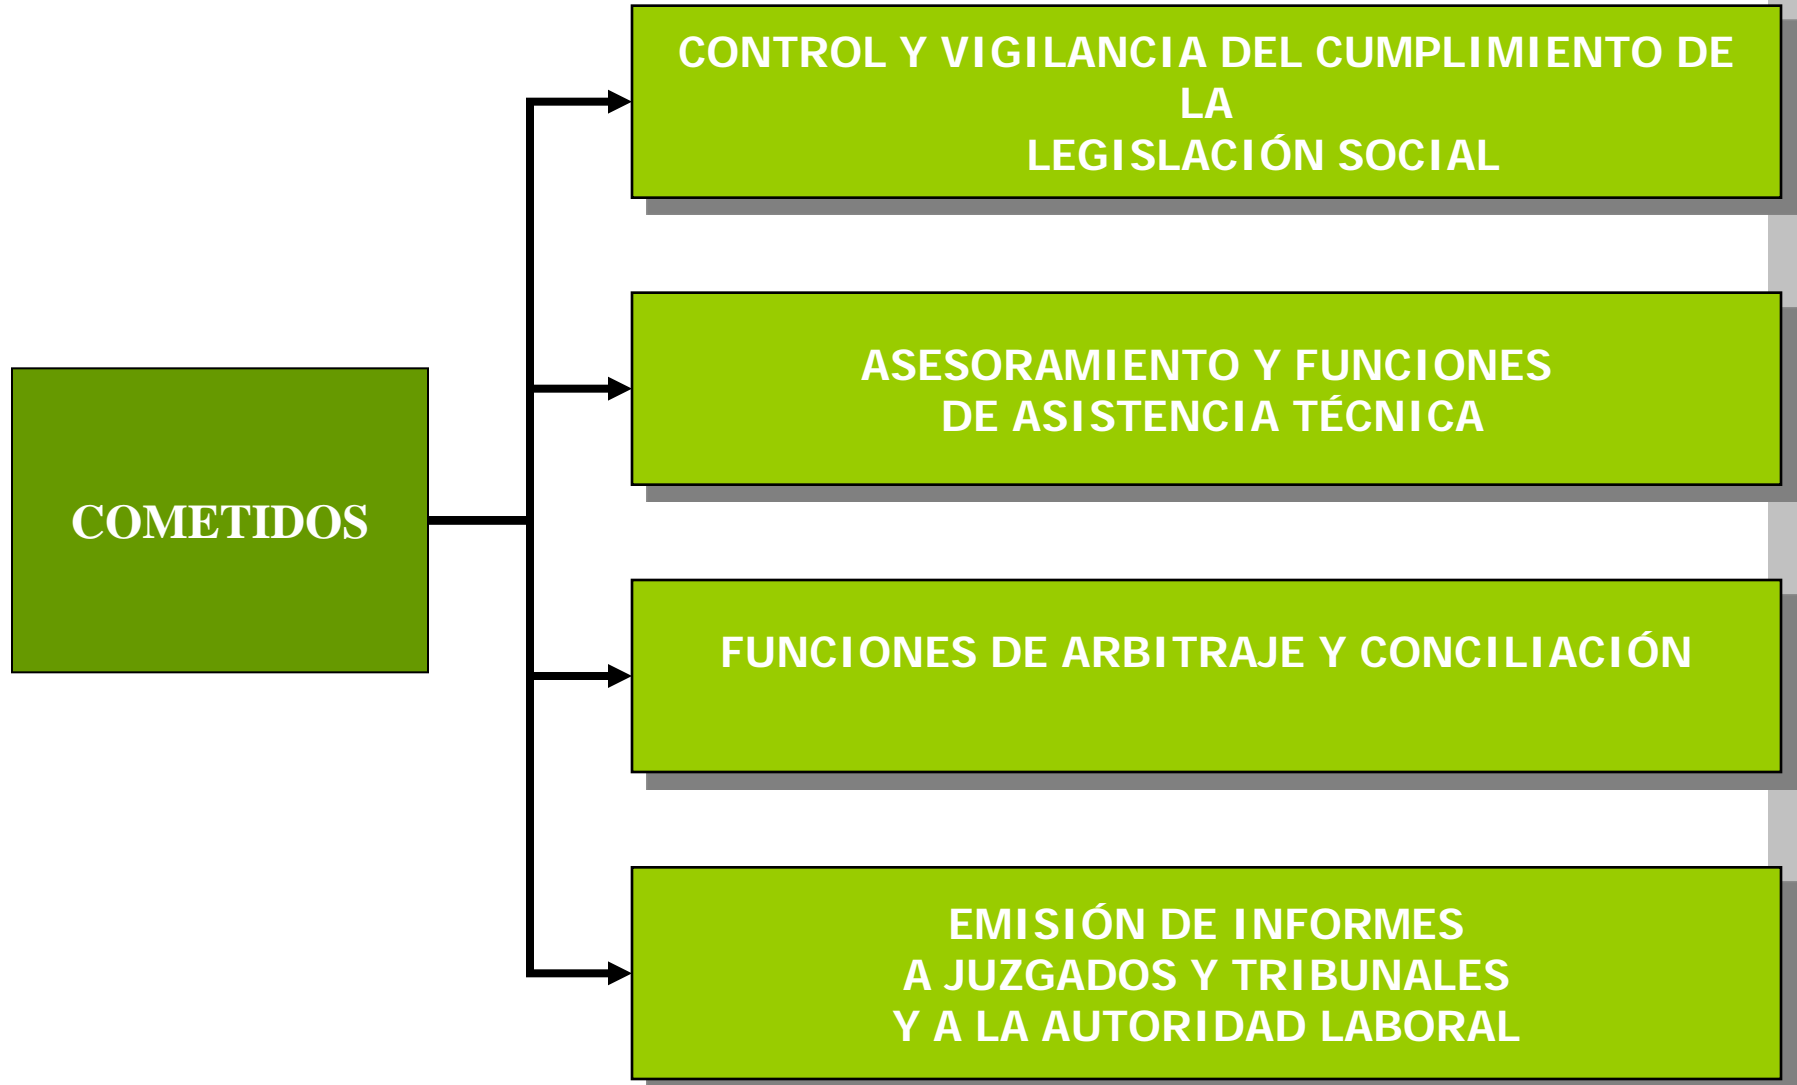 CONTROL Y VIGILANCIA DEL CUMPLIMIENTO DE
LA
LEGISLACIÓN SOCIAL
ASESORAMIENTO Y FUNCIONES
DE ASISTENCIA TÉCNICA
COMETIDOS
FUNCIONES DE ARBITRAJE Y CONCILIACIÓN
EMISIÓN DE INFORMES
A JUZGADOS Y TRIBUNALES
Y A LA AUTORIDAD LABORAL